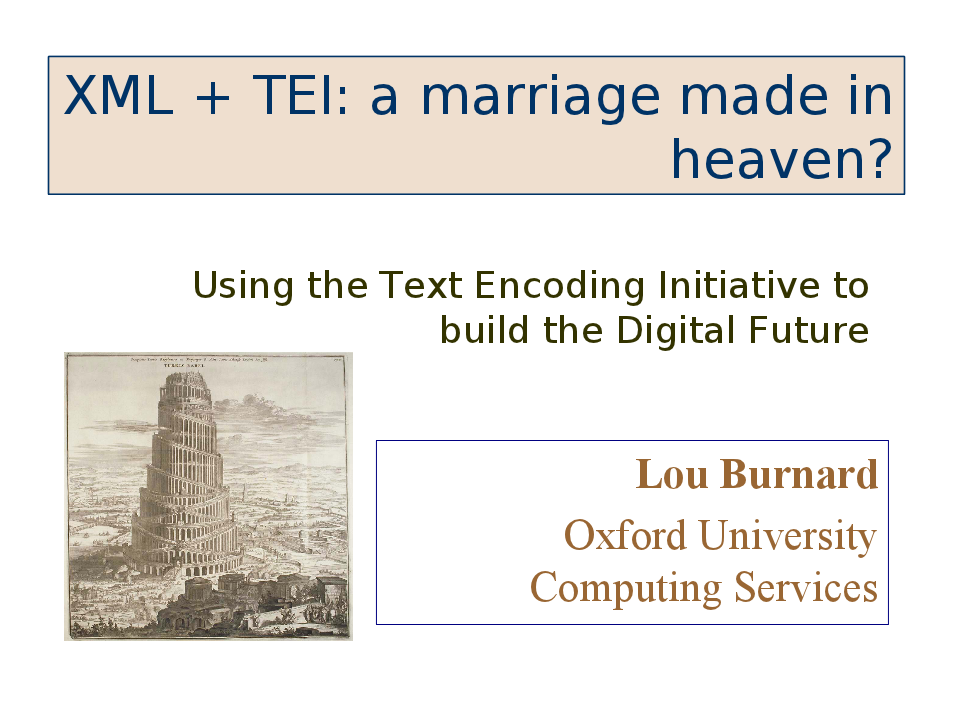 XML + TEI: a marriage made in
heaven?
Using the Text Encoding Initiative to
build the Digital Future
TURRIS BABEL
Lou Burnard
Oxford University
Computing Services